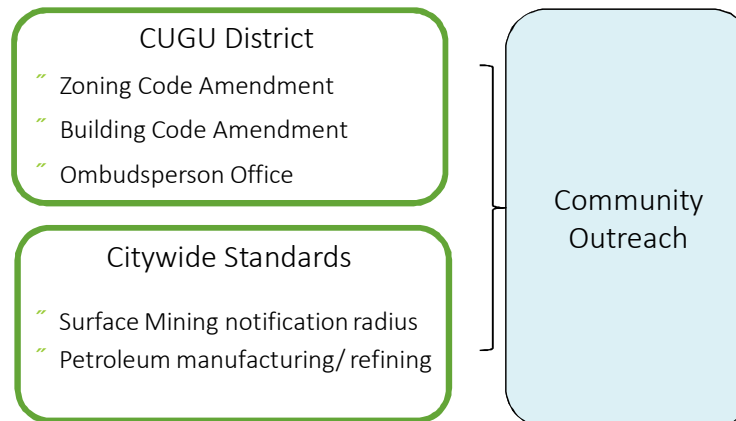 CUGU District
˝ Zoning Code Amendment
˝ Building Code Amendment
˝ Ombudsperson Office
Citywide Standards
˝ Surface Mining notification radius
˝ Petroleum manufacturing/ refining
Community
Outreach